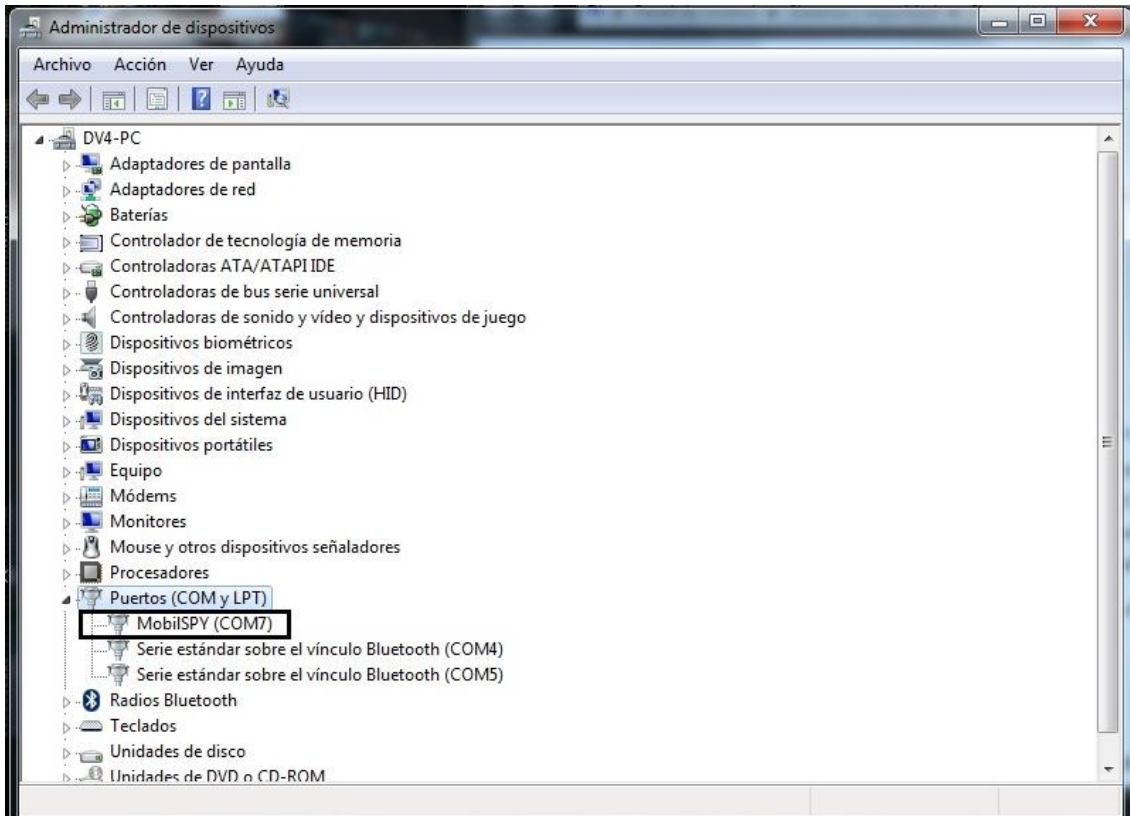 Administrador de dispositivos
Archivo Acción Ver Ayuda
DV4-PC
Adaptadores de pantalla
Adaptadores de red
Baterías
Controlador de tecnología de memoria
Controladoras ATA/ATAPI IDE
Controladoras de bus serie universal
Controladoras de sonido y vídeo y dispositivos de juego
Dispositivos biométricos
Dispositivos de imagen
Dispositivos de interfaz de usuario (HID)
Dispositivos del sistema
Dispositivos portátiles
Equipo
Módems
Monitores
Mouse y otros dispositivos señaladores
Procesadores
Puertos (COM y LPT)
MobilSPY (COM7)
Serie estándar sobre el vínculo Bluetooth (COM4)
Serie estándar sobre el vínculo Bluetooth (COM5)
Radios Bluetooth
Teclados
Unidades de disco
Unidades de DVD o CD-ROM